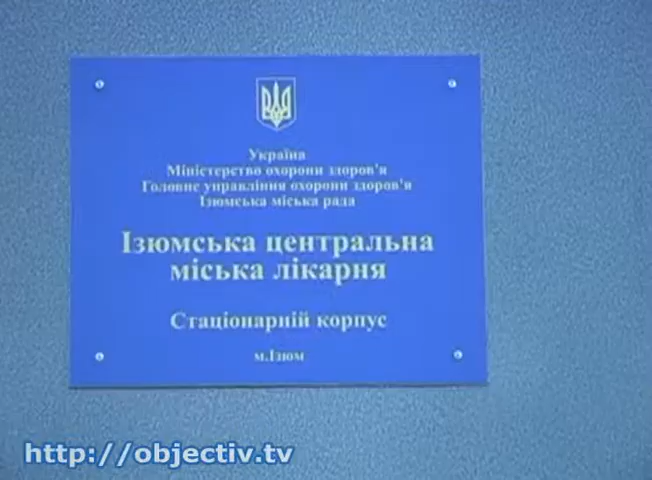 Україна
Міністерство охорони здоров'я
Головне управління охорони здоров'я
Ізюмська міська рада
Ізюмська центральна
міська лікарня
Стаціонарній корпус
м.Ізюм
http://objectiv.tv